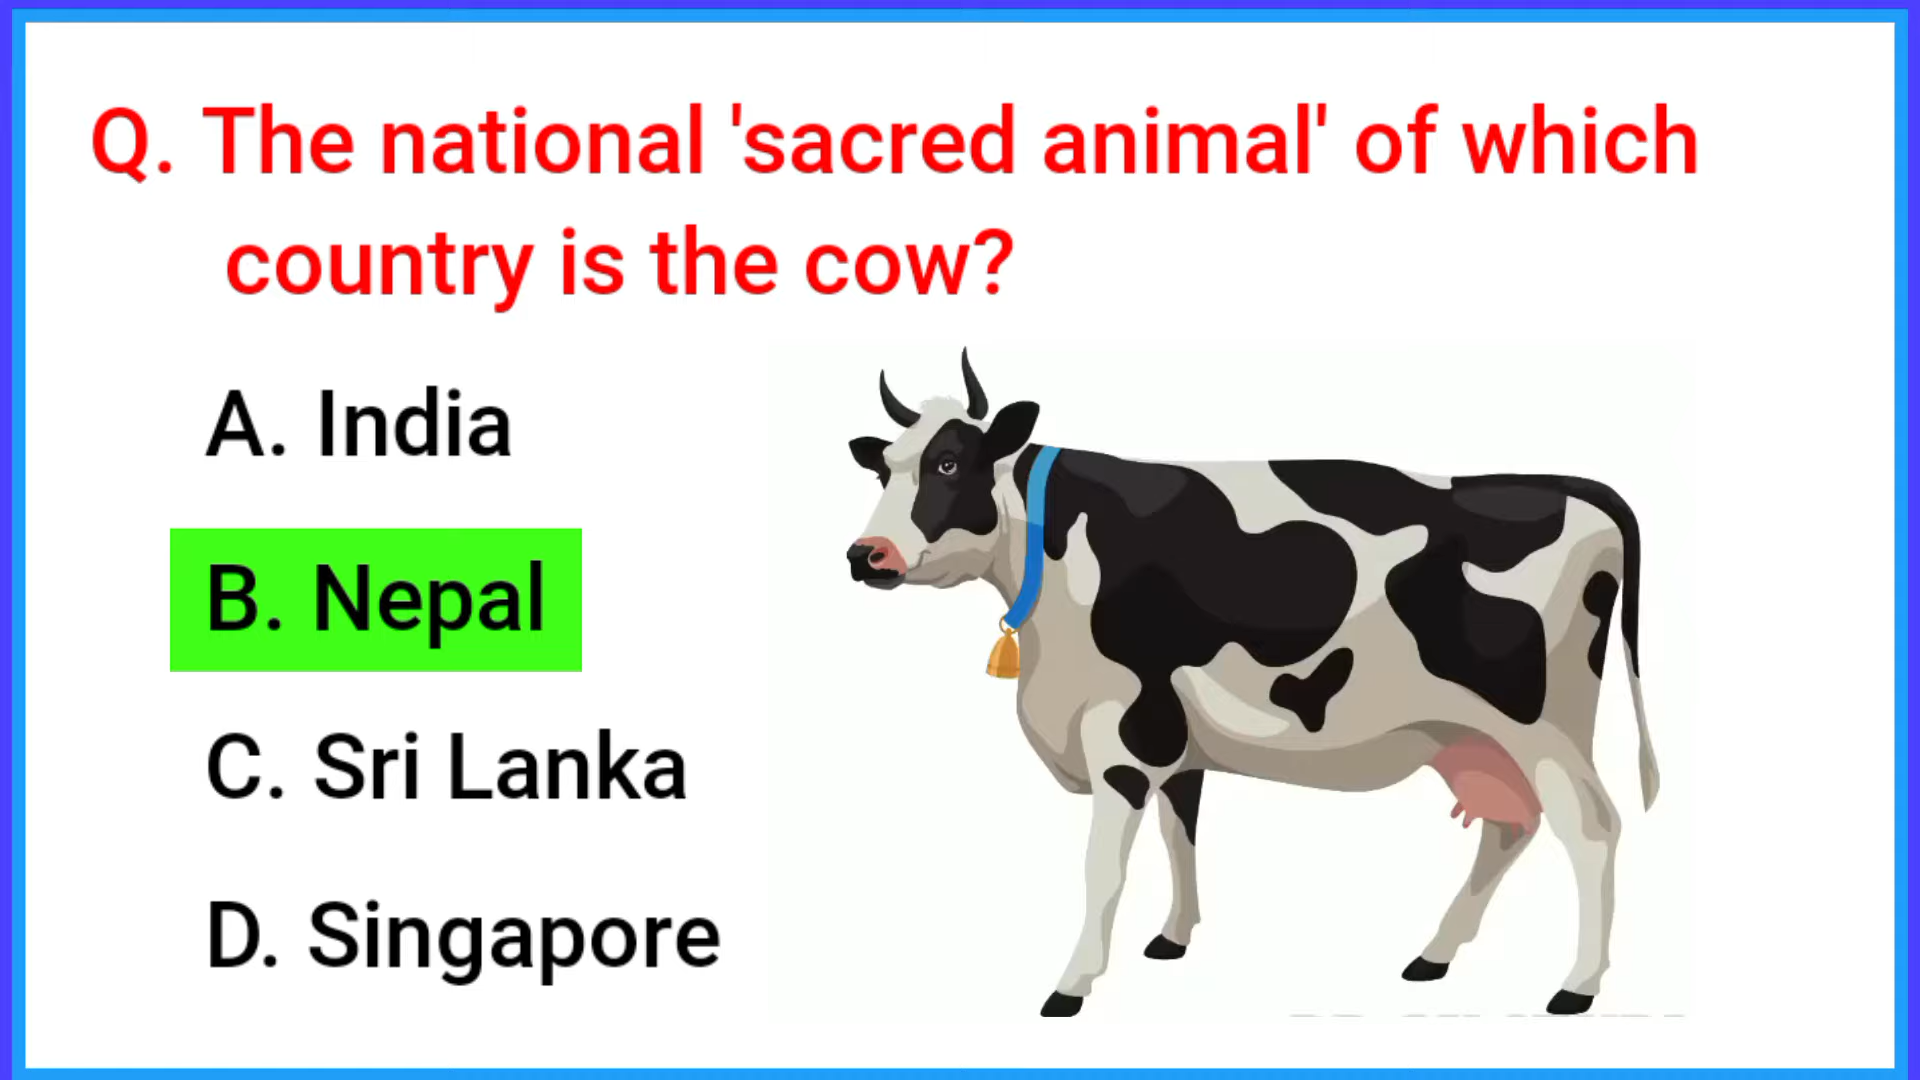 Q. The national 'sacred animal' of which
country is the cow?
A. India
B. Nepal
C. Sri Lanka
D. Singapore